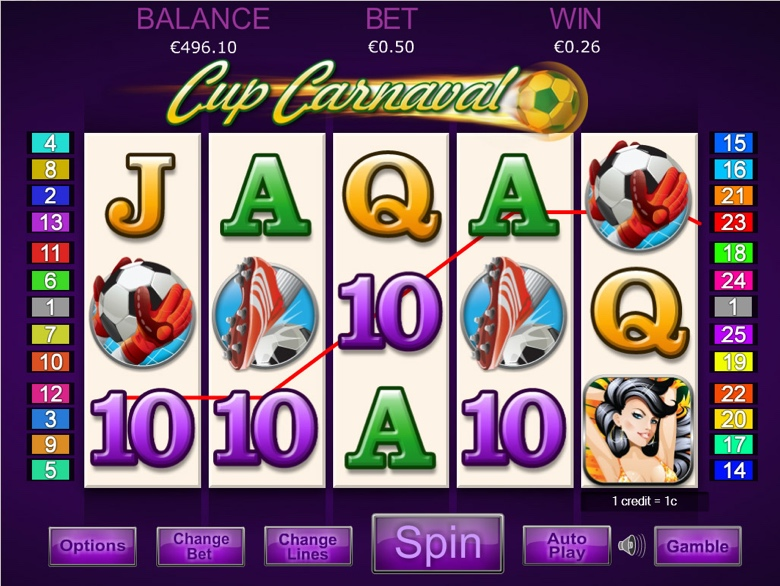 BALANCE BET WIN
€496.10 €0.50 €0.26
Cup Carnaval
4 15
8 J A Q A 16
2 21
13 23
11 18
6 24
1 10 Q 1
7 25
10 19
12 22
3 10 10 A 10 20
9 17
5 14
1 credit = 1c
Options Change Bet Change Lines Spin Auto Play Gamble